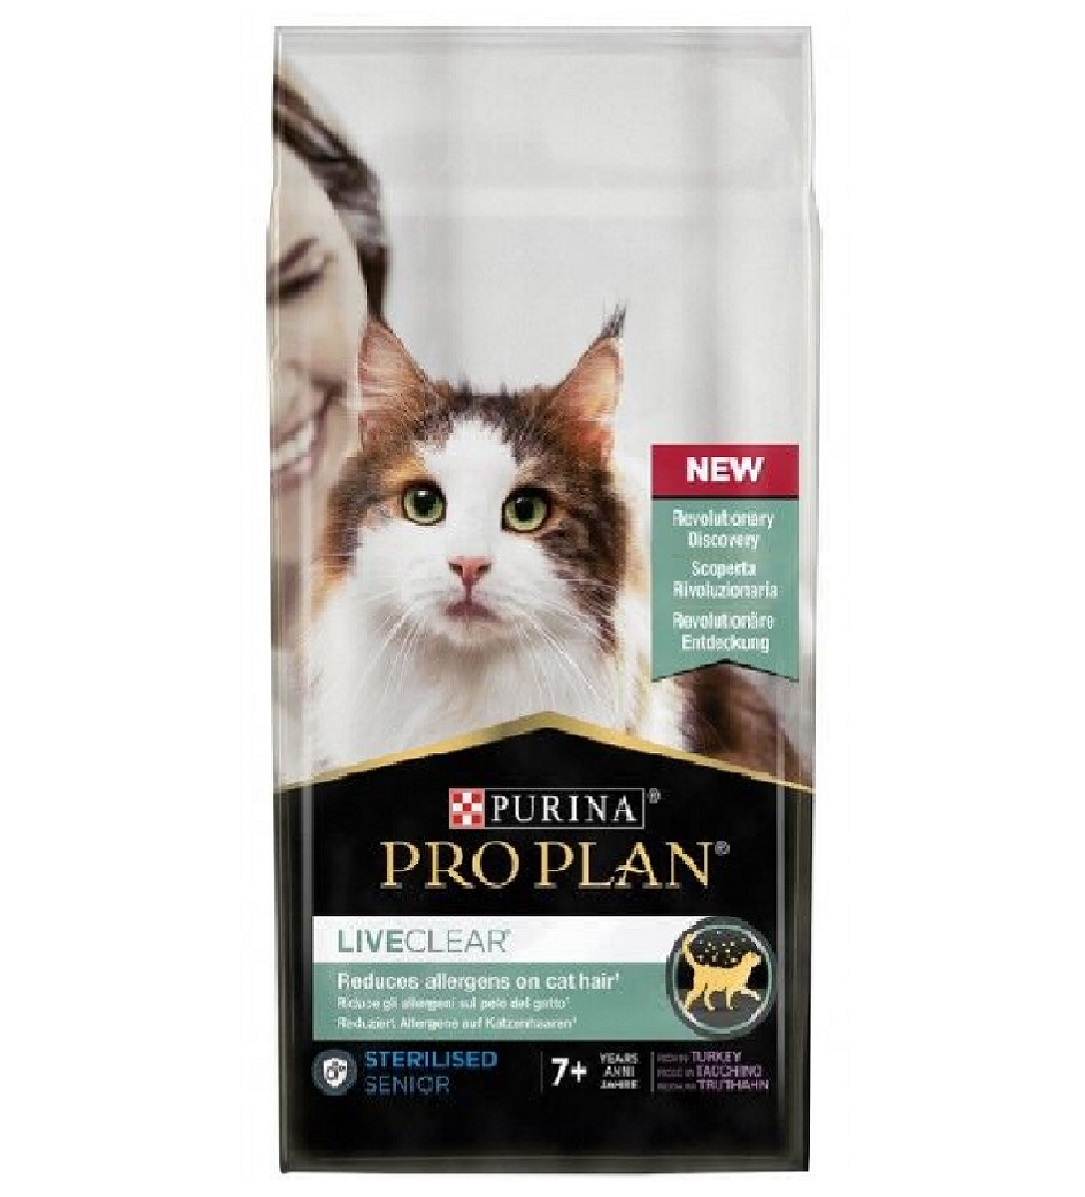 NEW
Revolutionary
Discovery
Scoperta
Rivoluzionaria
Revolutionäre
Entdeckung
PURINA®
PRO PLAN®
LIVECLEAR
Reduces allergens on cat hair
Riduce gli allergeni sul pelo del gatto
Reduziert Allergene auf Katzenhaaren
STERILISED
SENIOR
7+
YEARS
ANNI
JAHRE
TURKEY
TACCHINO
TRUTHAHN